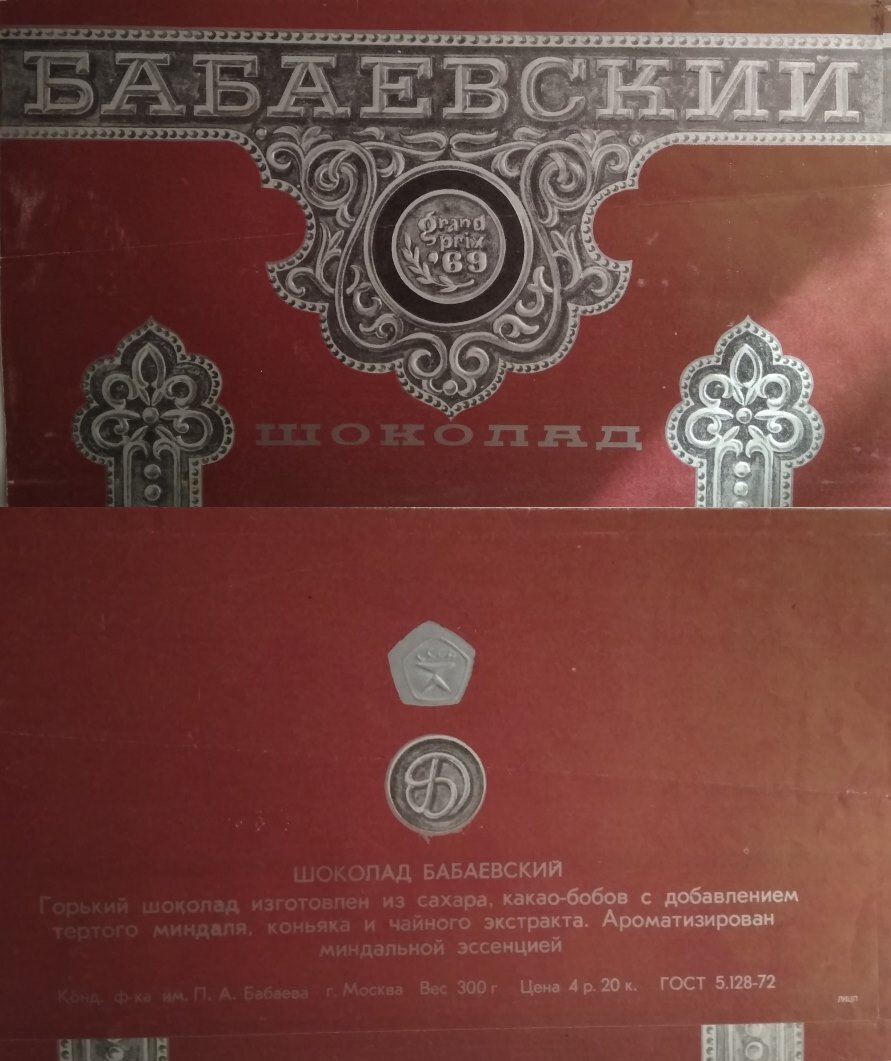 БАБАЕВСКИЙ
grand
prix
'69
ШОКОЛАД
СССР
ШОКОЛАД БАБАЕВСКИЙ
Горький шоколад изготовлен из сахара, какао-бобов с добавлением
тертого миндаля, коньяка и чайного экстракта. Ароматизирован
миндальной эссенцией
Конд. ф-ка им. П. А. Бабаева г. Москва Вес 300 г Цена 4 р. 20 к. ГОСТ 5.128-72